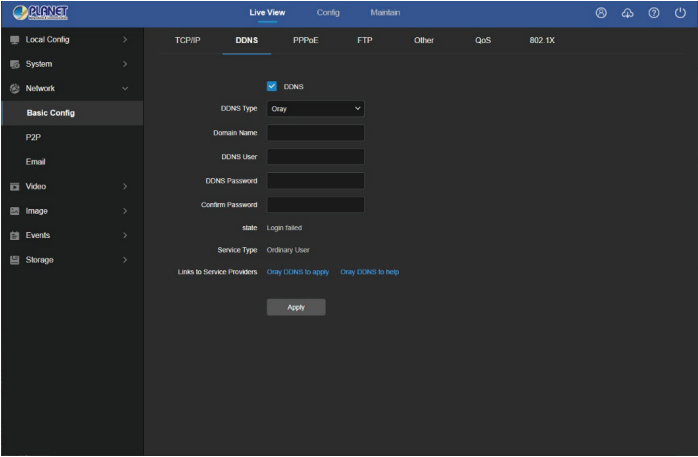 PLANET
Live View Config Maintain
Local Config
System
Network
Basic Config
P2P
Email
Video
Image
Events
Storage
TCP/IP DDNS PPPoE FTP Other QoS 802.1X
DDNS
DDNS Type Oray
Domain Name
DDNS User
DDNS Password
Confirm Password
state Login failed
Service Type Ordinary User
Links to Service Providers Oray DDNS to apply Oray DDNS to help
Apply